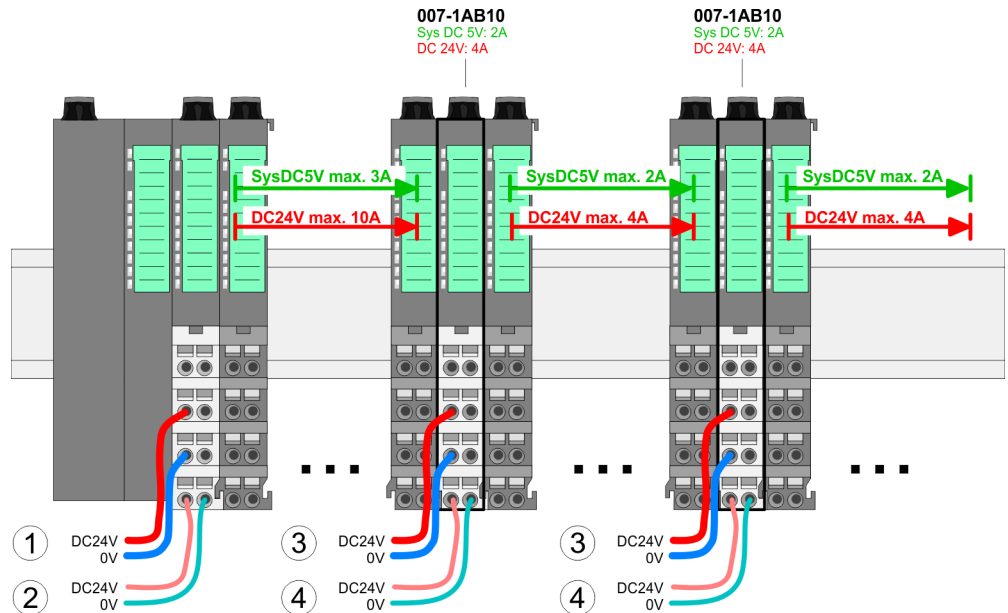 007-1AB10
Sys DC 5V: 2A
DC 24V: 4A
007-1AB10
Sys DC 5V: 2A
DC 24V: 4A
SysDC5V max. 3A
SysDC5V max. 2A
SysDC5V max. 2A
DC24V max. 10A
DC24V max. 4A
DC24V max. 4A
1
DC24V
0V
2
DC24V
0V
3
DC24V
0V
4
DC24V
0V
3
DC24V
0V
4
DC24V
0V